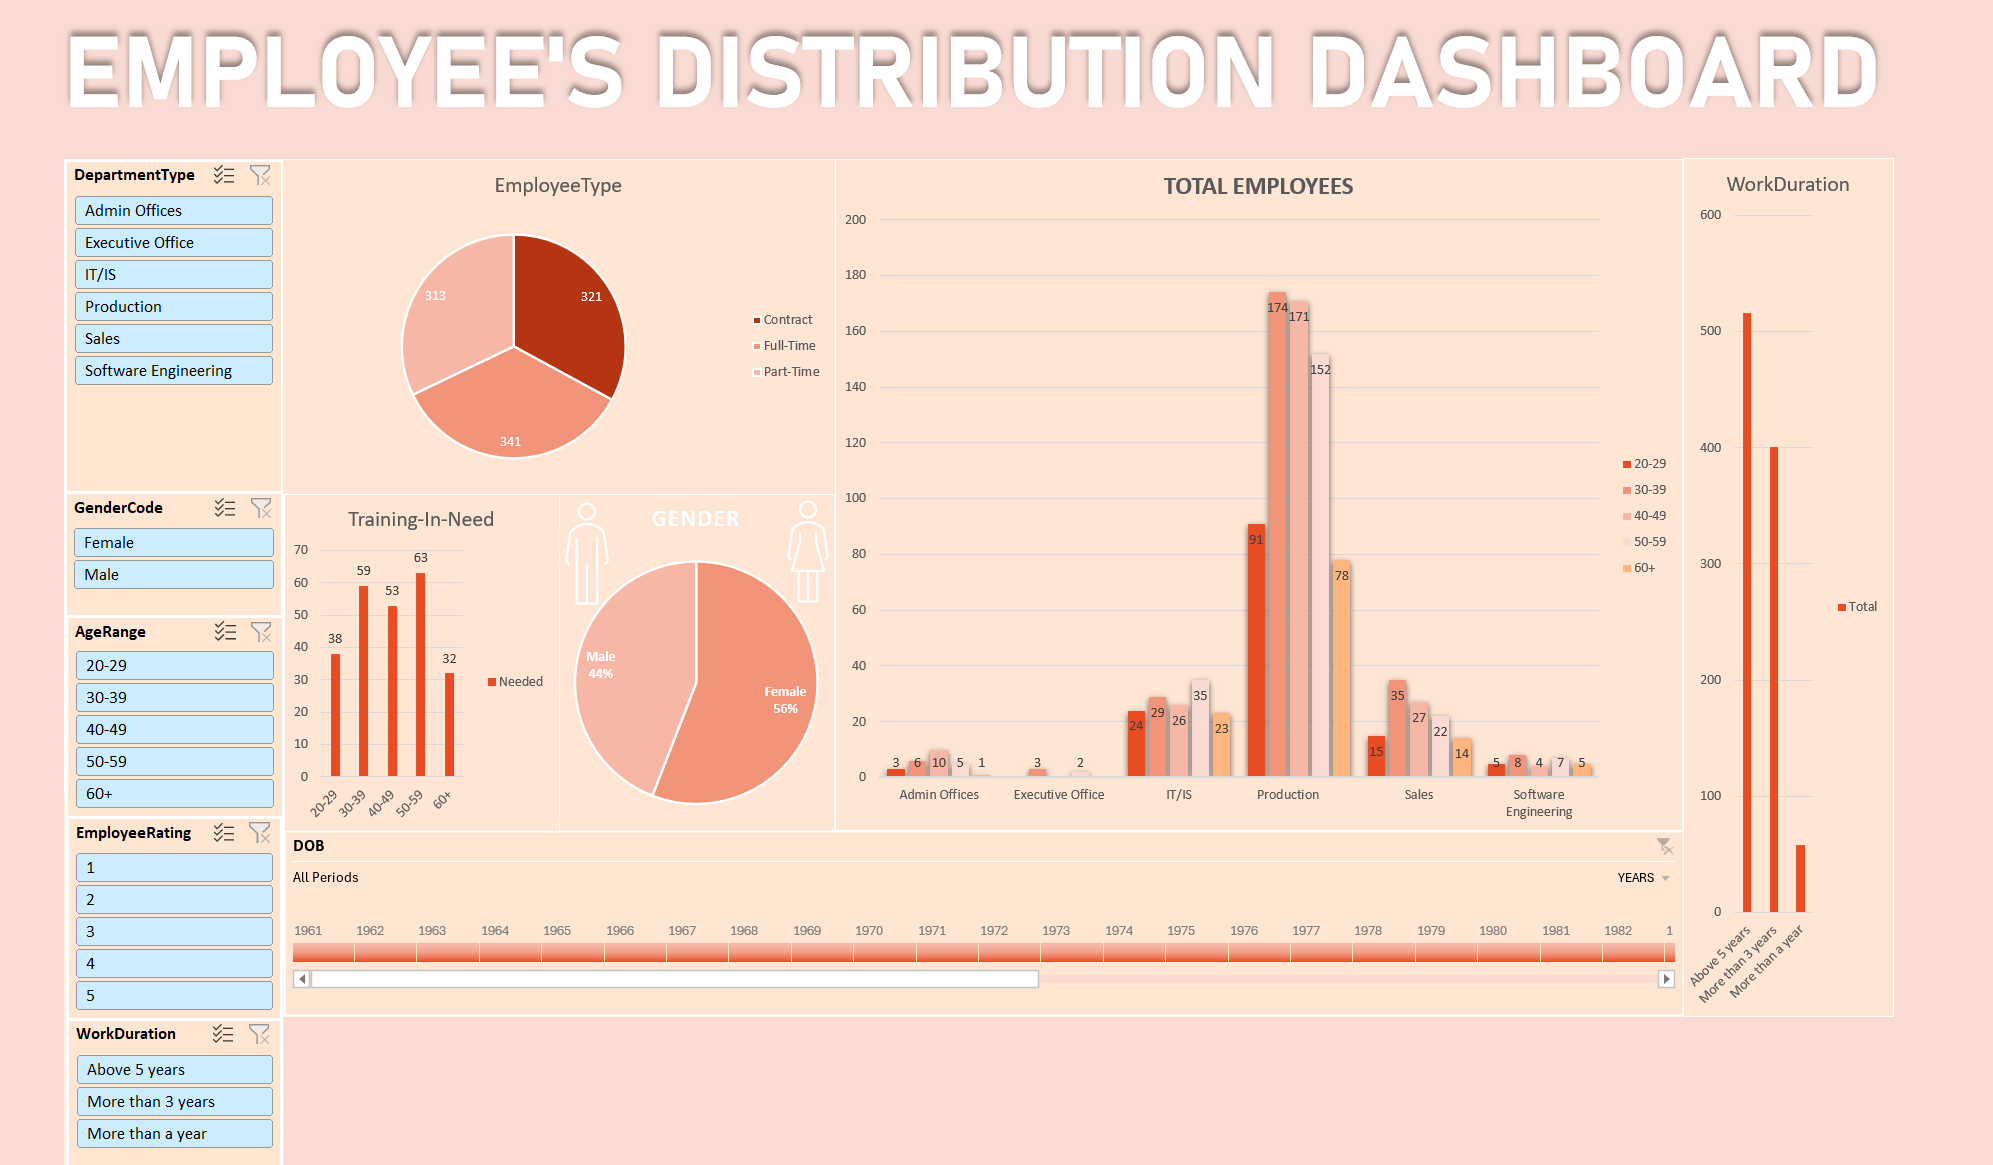 EMPLOYEE'S DISTRIBUTION DASHBOARD
DepartmentType
Admin Offices
Executive Office
IT/IS
Production
Sales
Software Engineering
GenderCode
Female
Male
AgeRange
20-29
30-39
40-49
50-59
60+
EmployeeRating
1
2
3
4
5
WorkDuration
Above 5 years
More than 3 years
More than a year
EmployeeType
313
321
341
Contract
Full-Time
Part-Time
Training-In-Need
70
60
50
40
30
20
10
0
38
59
53
63
32
20-29
30-39
40-49
50-59
60+
Needed
GENDER
Male
44%
Female
56%
TOTAL EMPLOYEES
200
180
160
140
120
100
80
60
40
20
0
3 6 10 5 1
3 2
24 29 26 35 23
91 174 171 152 78
15 35 27 22 14
5 8 4 7 5
Admin Offices
Executive Office
IT/IS
Production
Sales
Software
Engineering
20-29
30-39
40-49
50-59
60+
DOB
All Periods
YEARS
1961 1962 1963 1964 1965 1966 1967 1968 1969 1970 1971 1972 1973 1974 1975 1976 1977 1978 1979 1980 1981 1982 1
WorkDuration
600
500
400
300
200
100
0
Above 5 years
More than 3 years
More than a year
Total